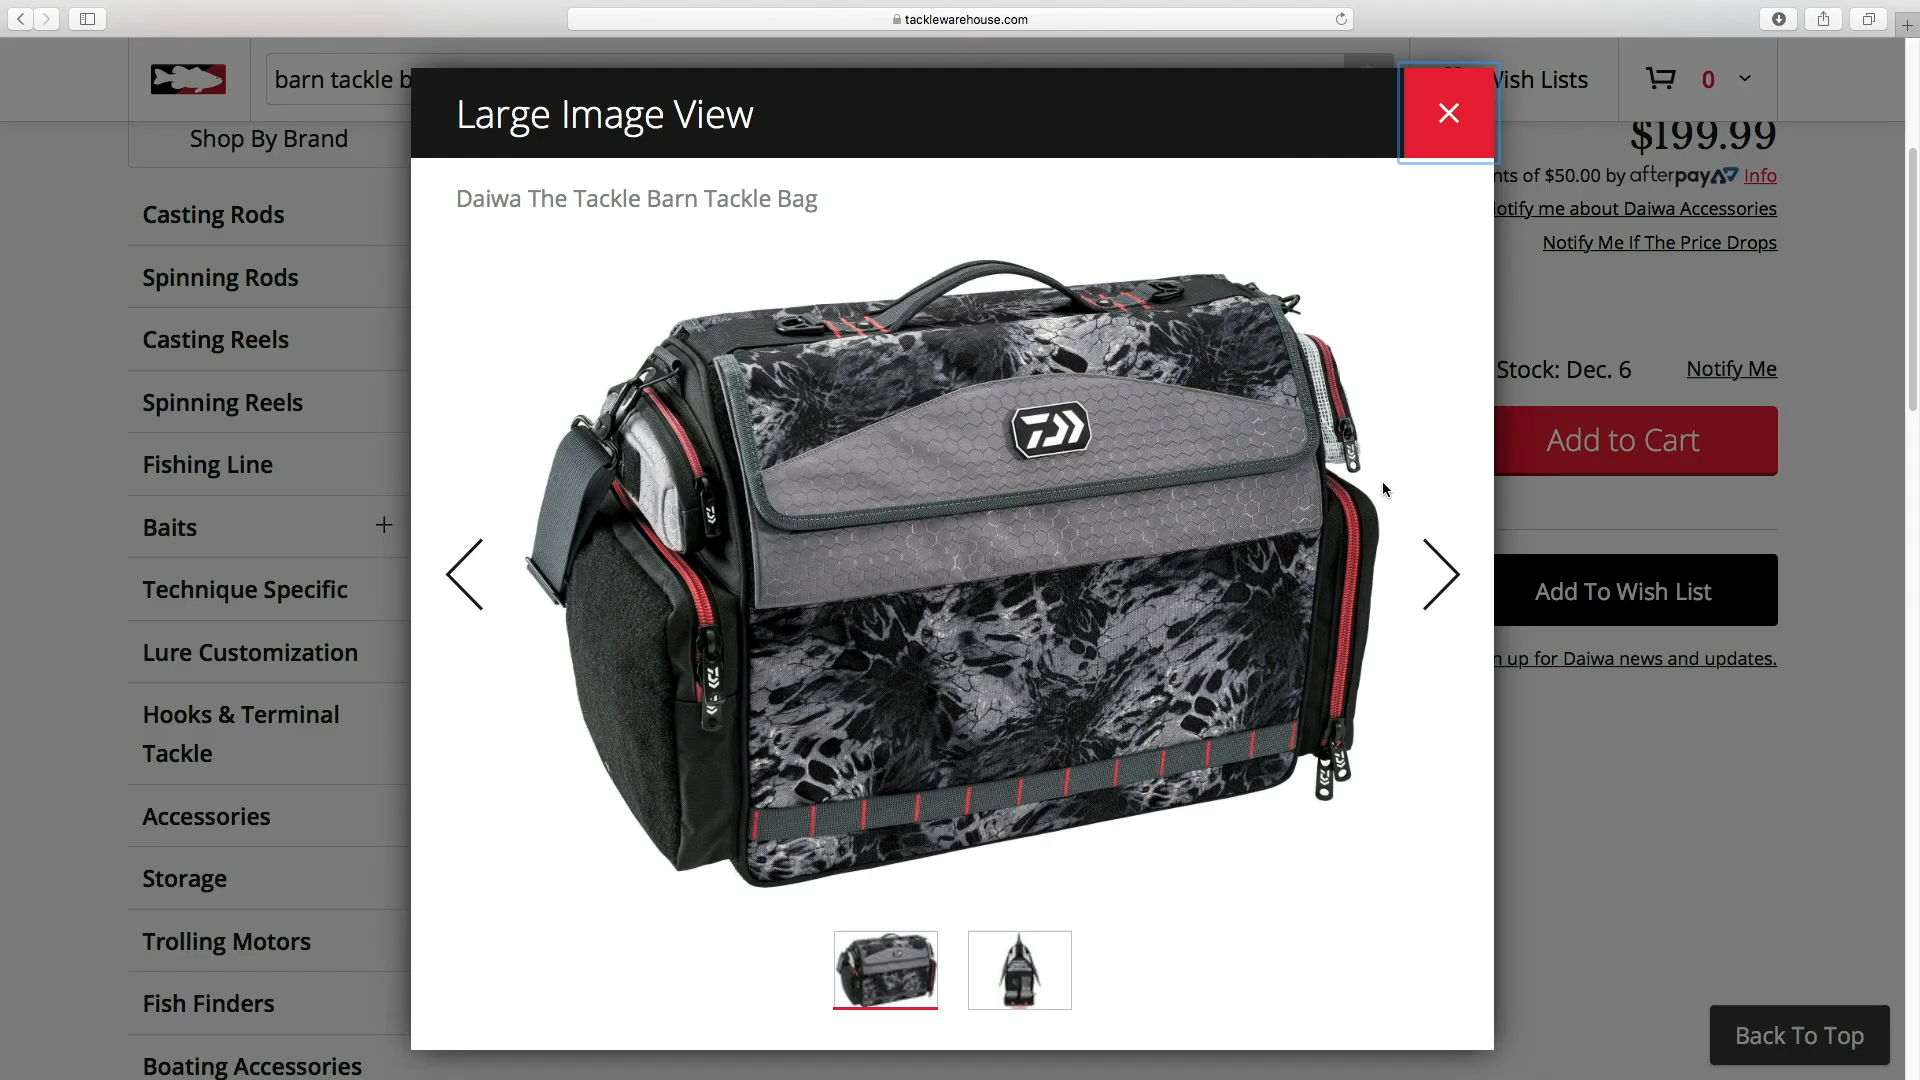 tacklewarehouse.com
barn tackle b
Wish Lists
0
Large Image View
Shop By Brand
$199.99
Daiwa The Tackle Barn Tackle Bag
nts of $50.00 by afterpay Info
Notify me about Daiwa Accessories
Notify Me If The Price Drops
Casting Rods
Spinning Rods
Casting Reels
Stock: Dec. 6 Notify Me
Spinning Reels
Add to Cart
Fishing Line
Baits
Technique Specific
Add To Wish List
Lure Customization
n up for Daiwa news and updates.
Hooks & Terminal
Tackle
Accessories
Storage
Trolling Motors
Fish Finders
Back To Top
Boating Accessories